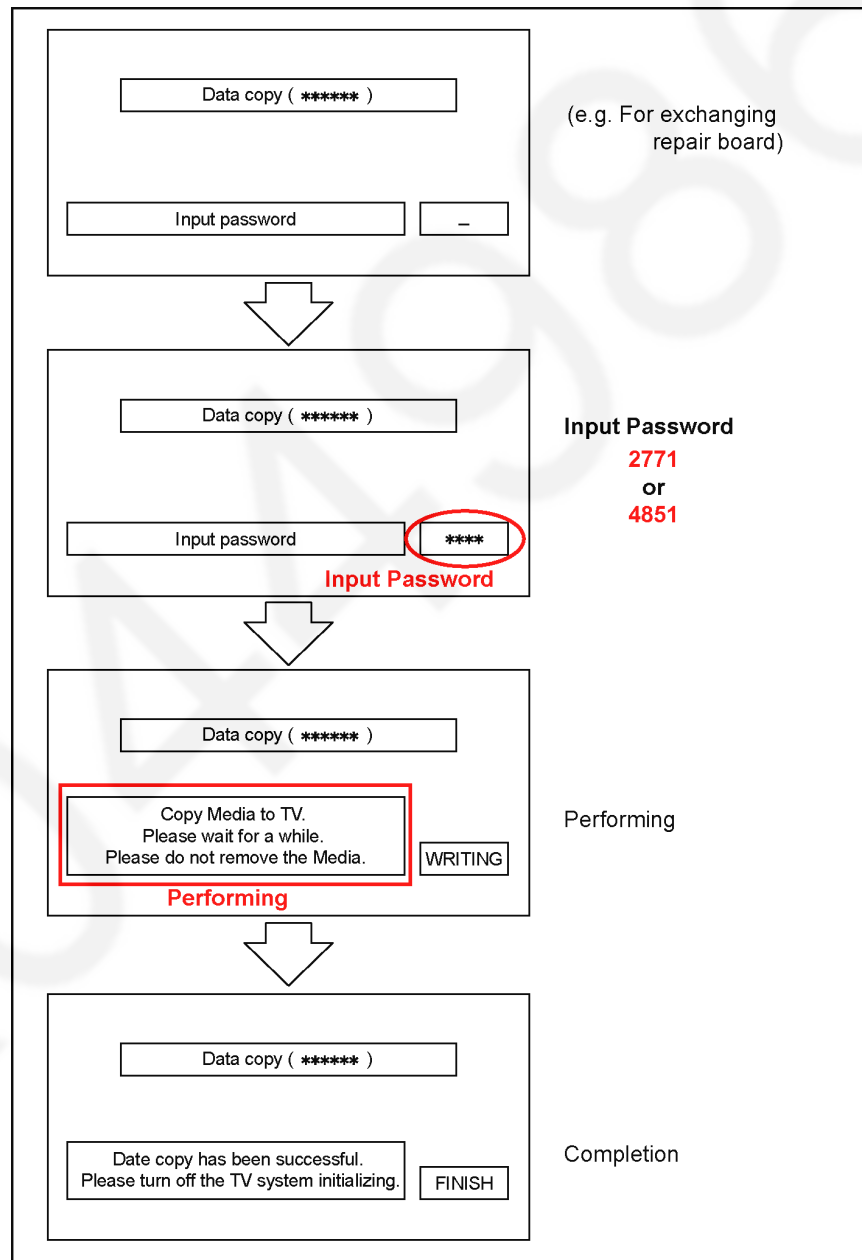 Data copy ( ****** )
(e.g. For exchanging
repair board)
Input password
_
Data copy ( ****** )
Input Password
2771
or
4851
Input password
****
Input Password
Data copy ( ****** )
Copy Media to TV.
Please wait for a while.
Please do not remove the Media.
WRITING
Performing
Performing
Data copy ( ****** )
Date copy has been successful.
Please turn off the TV system initializing.
FINISH
Completion